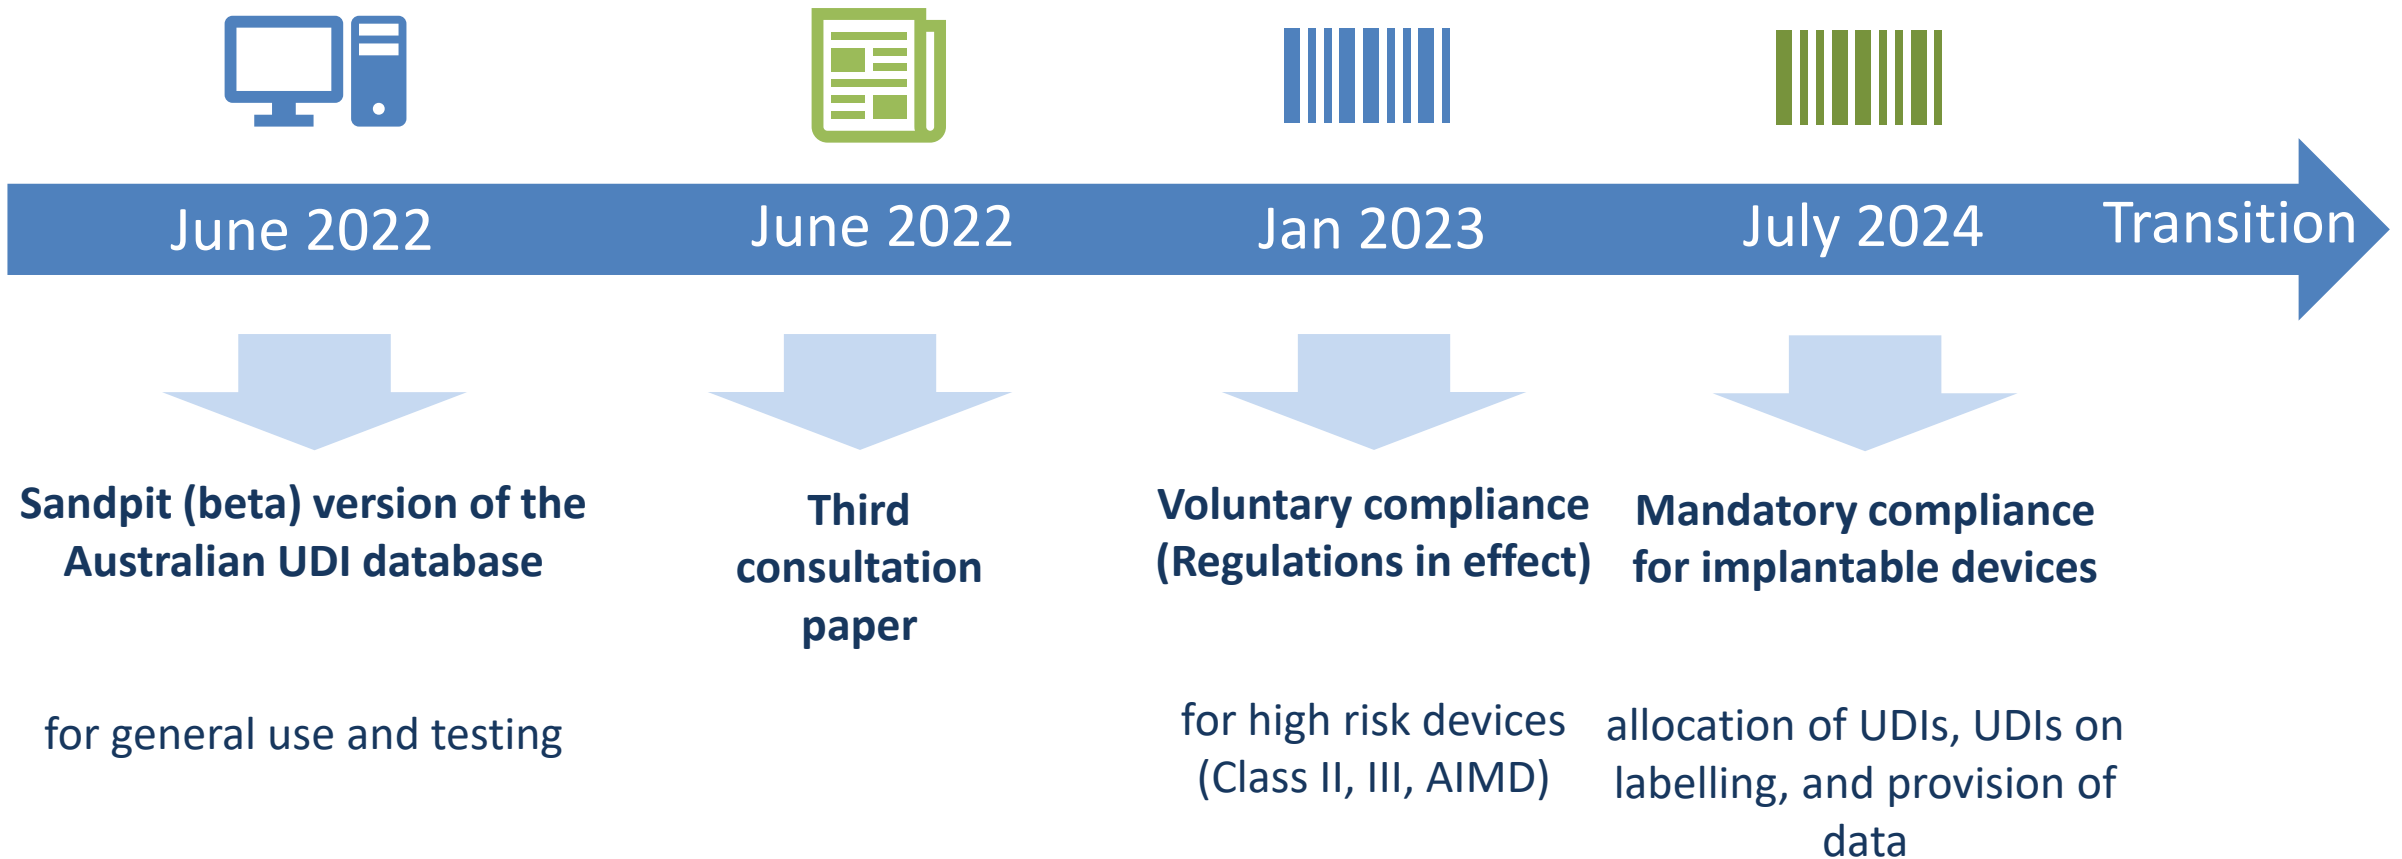 June 2022
June 2022
Jan 2023
July 2024
Transition
Sandpit (beta) version of the
Australian UDI database
for general use and testing
Third
consultation
paper
Voluntary compliance
(Regulations in effect)
for high risk devices
(Class II, III, AIMD)
Mandatory compliance
for implantable devices
allocation of UDIs, UDIs on
labelling, and provision of
data